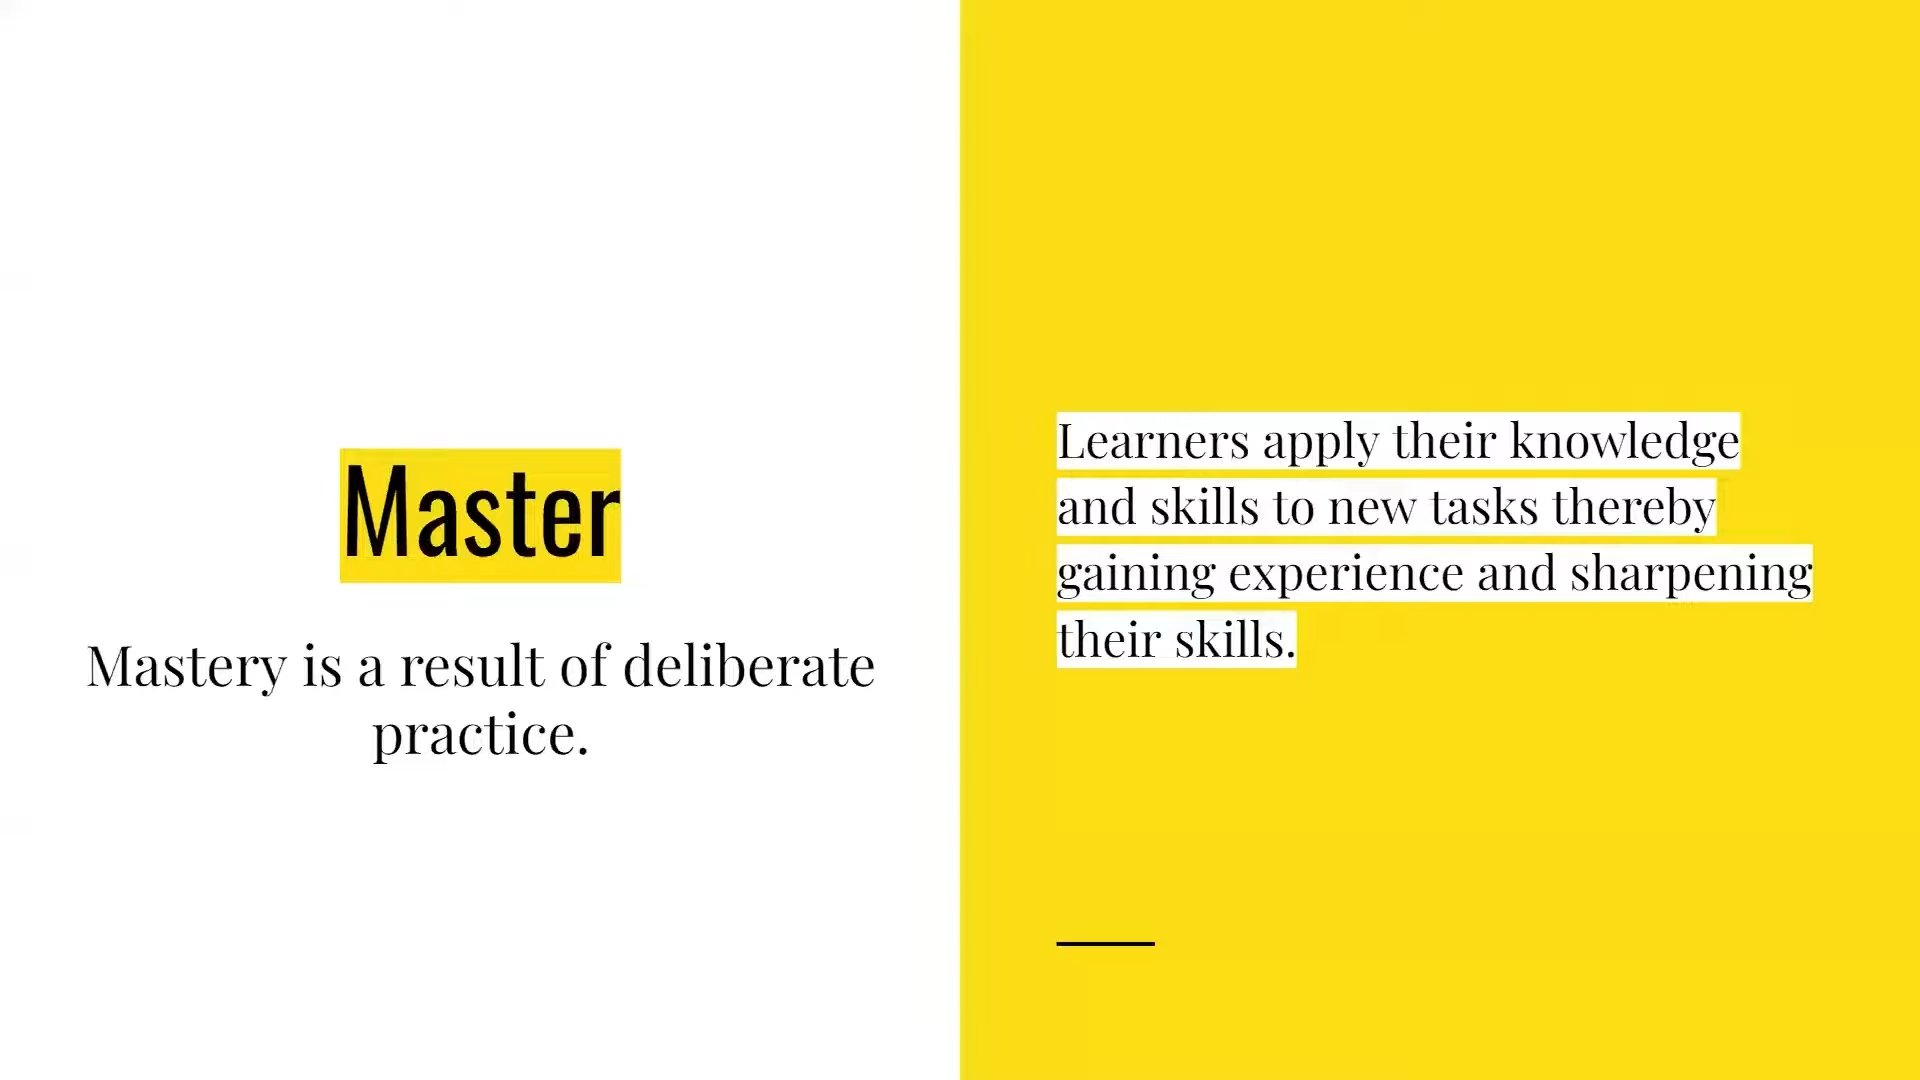 Master
Mastery is a result of deliberate
practice.
Learners apply their knowledge
and skills to new tasks thereby
gaining experience and sharpening
their skills.